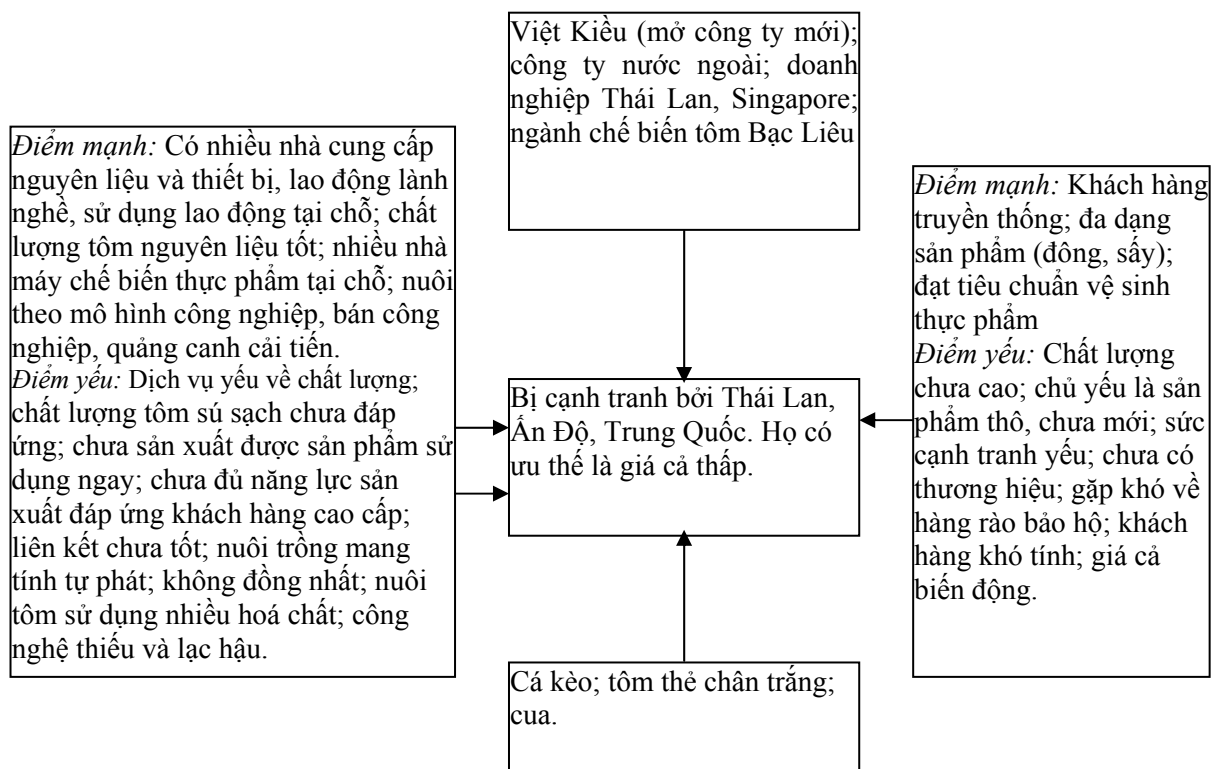 Việt Kiều (mở công ty mới);
công ty nước ngoài; doanh
nghiệp Thái Lan, Singapore;
ngành chế biến tôm Bạc Liêu
Điểm mạnh: Có nhiều nhà cung cấp
nguyên liệu và thiết bị, lao động lành
nghề, sử dụng lao động tại chỗ; chất
lượng tôm nguyên liệu tốt; nhiều nhà
máy chế biến thực phẩm tại chỗ; nuôi
theo mô hình công nghiệp, bán công
nghiệp, quảng canh cải tiến.
Điểm yếu: Dịch vụ yếu về chất lượng;
chất lượng tôm sú sạch chưa đáp
ứng; chưa sản xuất được sản phẩm sử
dụng ngay; chưa đủ năng lực sản
xuất đáp ứng khách hàng cao cấp;
liên kết chưa tốt; nuôi trồng mang
tính tự phát; không đồng nhất; nuôi
tôm sử dụng nhiều hoá chất; công
nghệ thiếu và lạc hậu.
Bị cạnh tranh bởi Thái Lan,
Ấn Độ, Trung Quốc. Họ có
ưu thế là giá cả thấp.
Điểm mạnh: Khách hàng
truyền thống; đa dạng
sản phẩm (đông, sấy);
đạt tiêu chuẩn vệ sinh
thực phẩm
Điểm yếu: Chất lượng
chưa cao; chủ yếu là sản
phẩm thô, chưa mới; sức
cạnh tranh yếu; chưa có
thương hiệu; gặp khó về
hàng rào bảo hộ; khách
hàng khó tính; giá cả
biến động.
Cá kèo; tôm thẻ chân trắng;
cua.